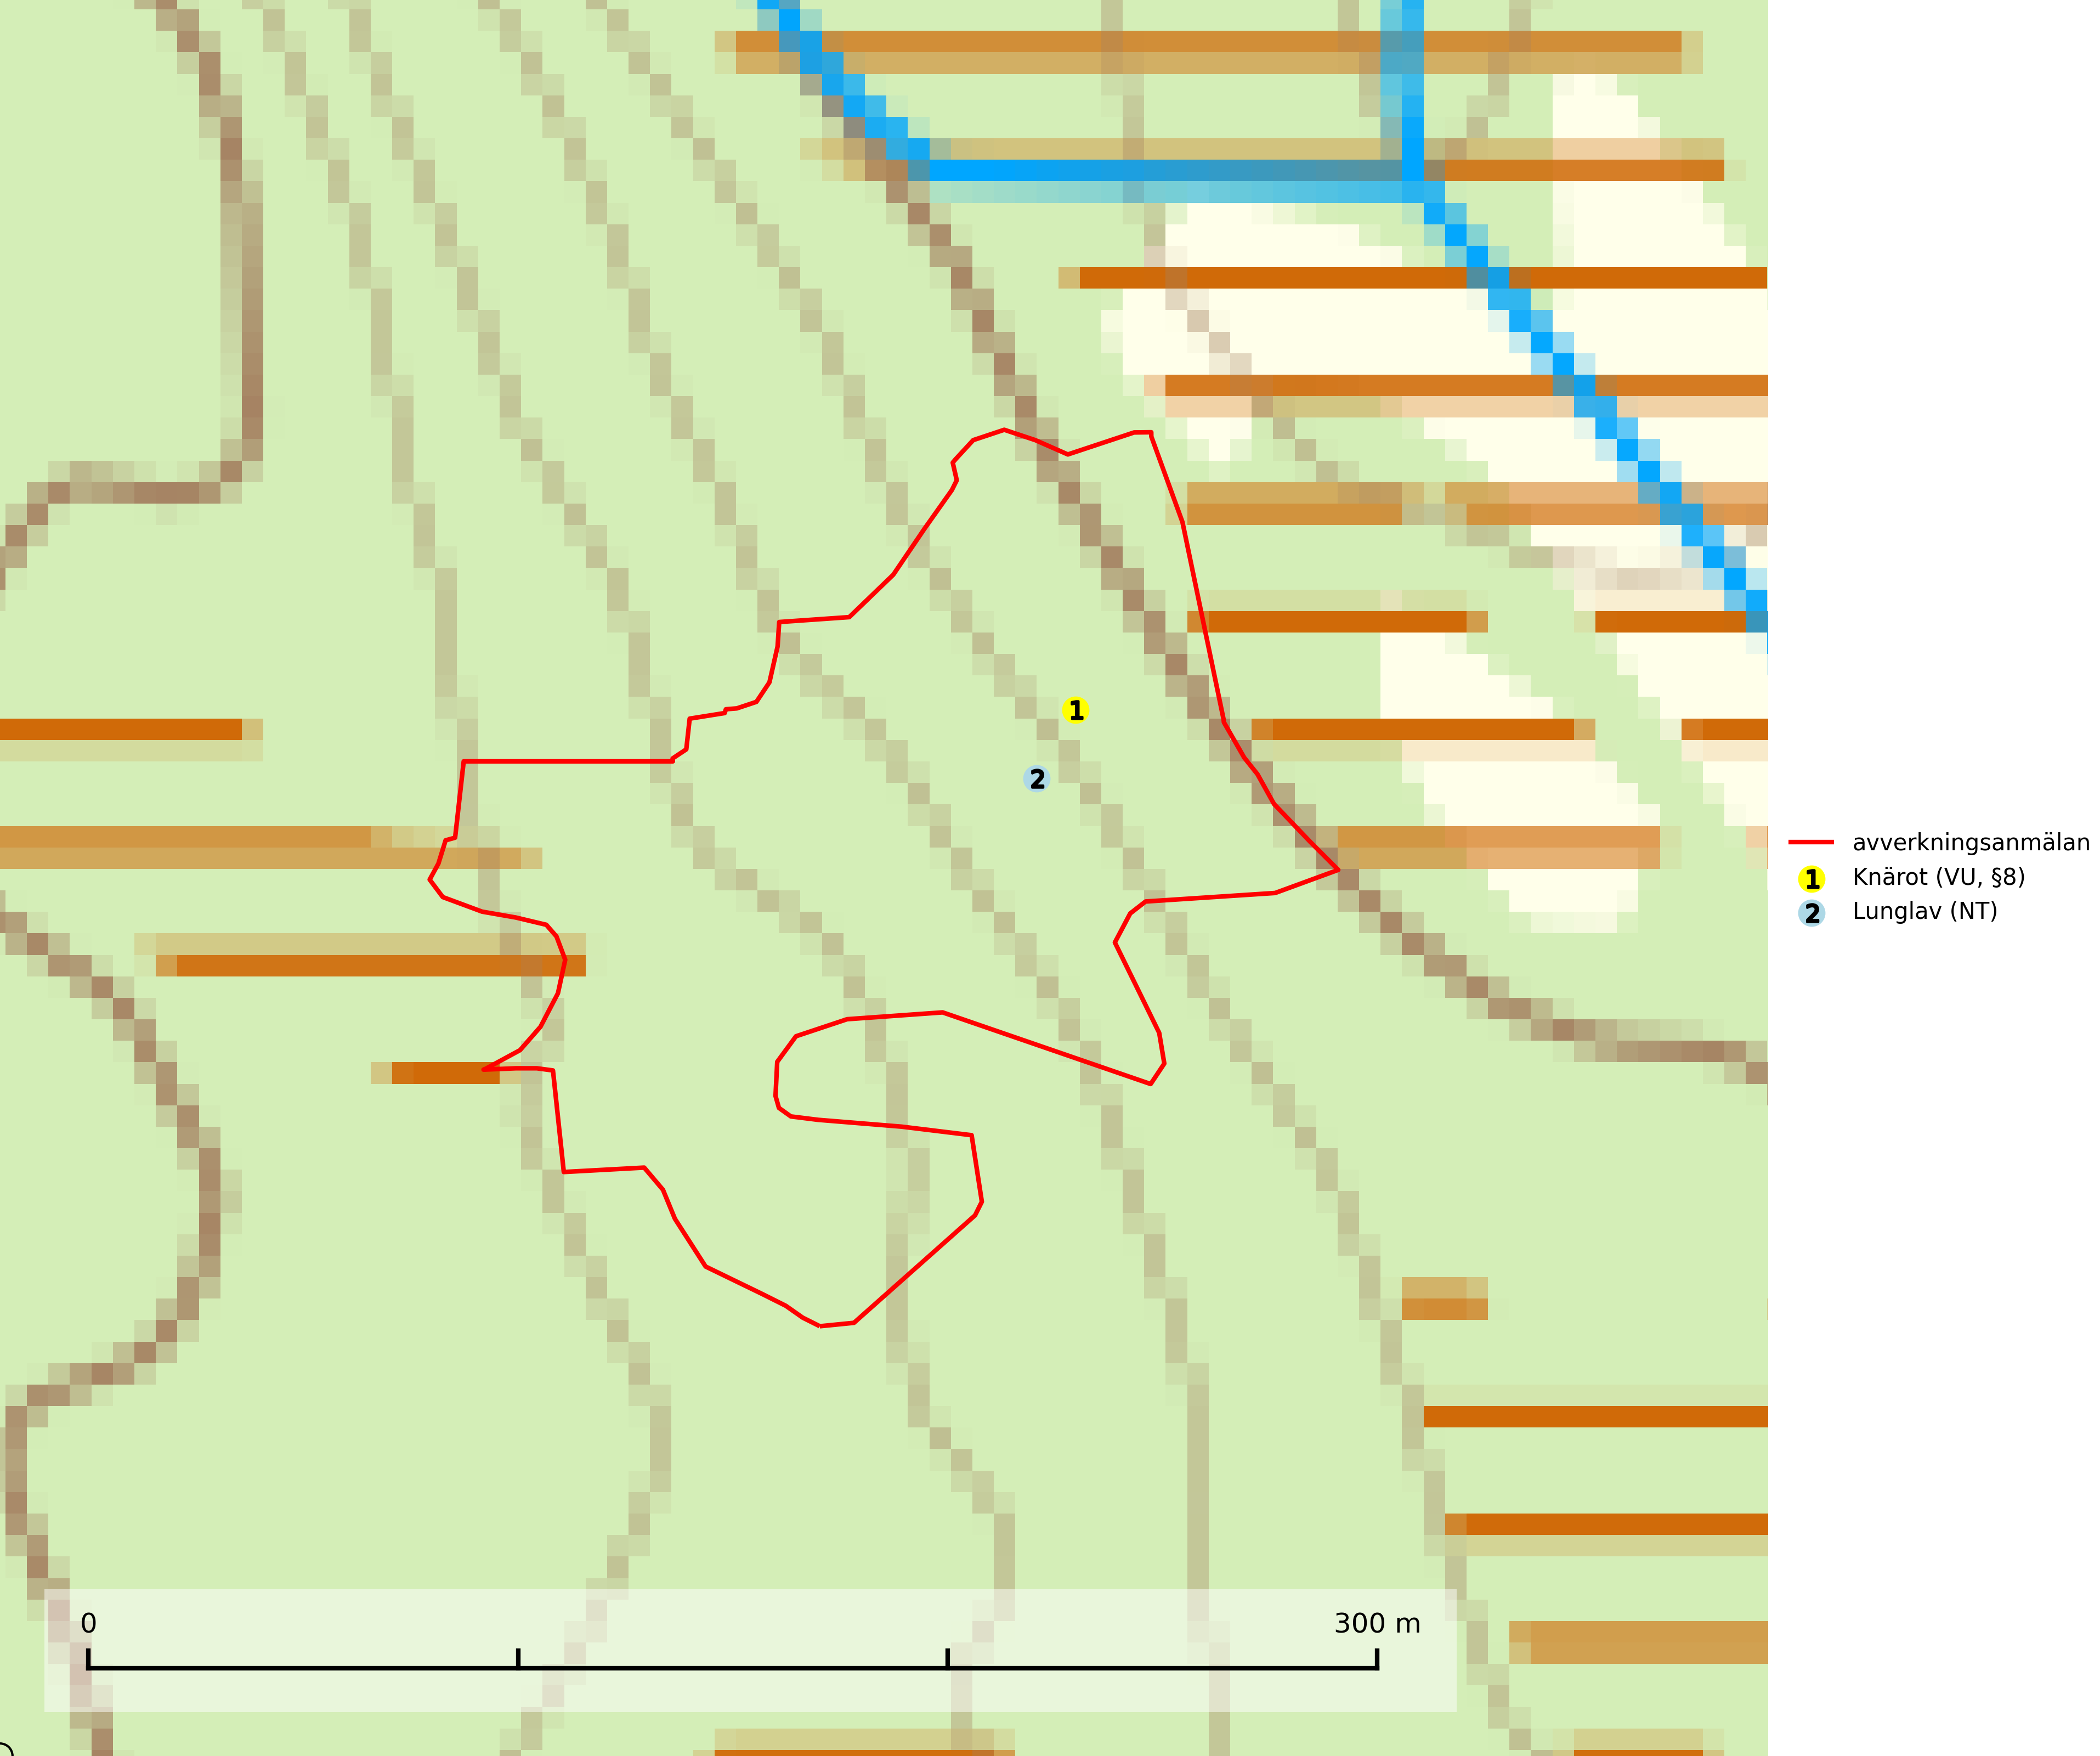 1
2
avverkningsanmälan
1 Knärot (VU, §8)
2 Lunglav (NT)
0 300 m